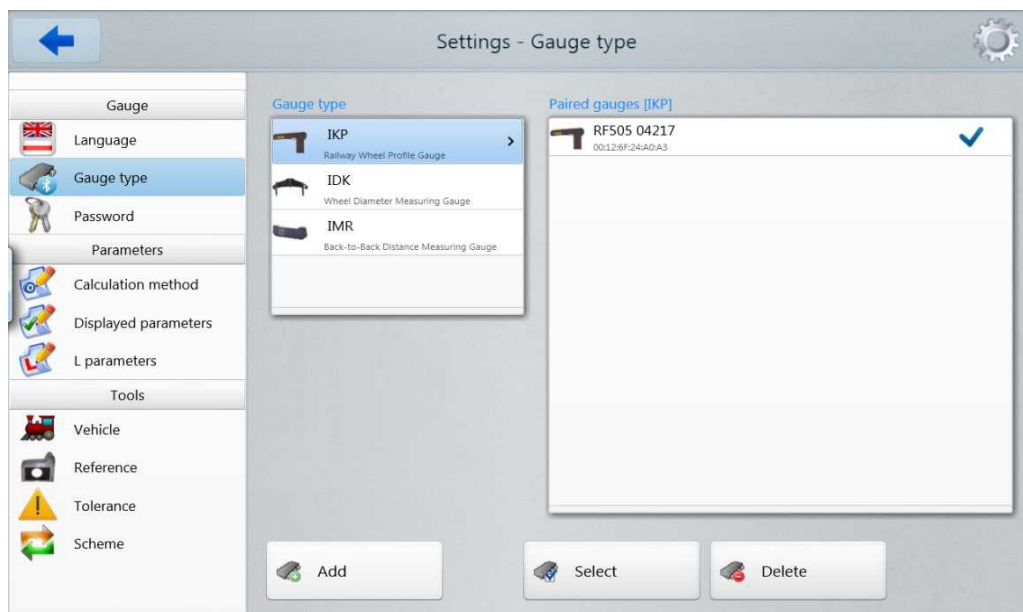 Settings - Gauge type
Gauge
Language
Gauge type
Password
Parameters
Calculation method
Displayed parameters
L parameters
Tools
Vehicle
Reference
Tolerance
Scheme
Gauge type
IKP
Railway Wheel Profile Gauge
IDK
Wheel Diameter Measuring Gauge
IMR
Back-to-Back Distance Measuring Gauge
Paired gauges [IKP]
RF505 04217
00:12:6F:24:A0:A3
Add
Select
Delete